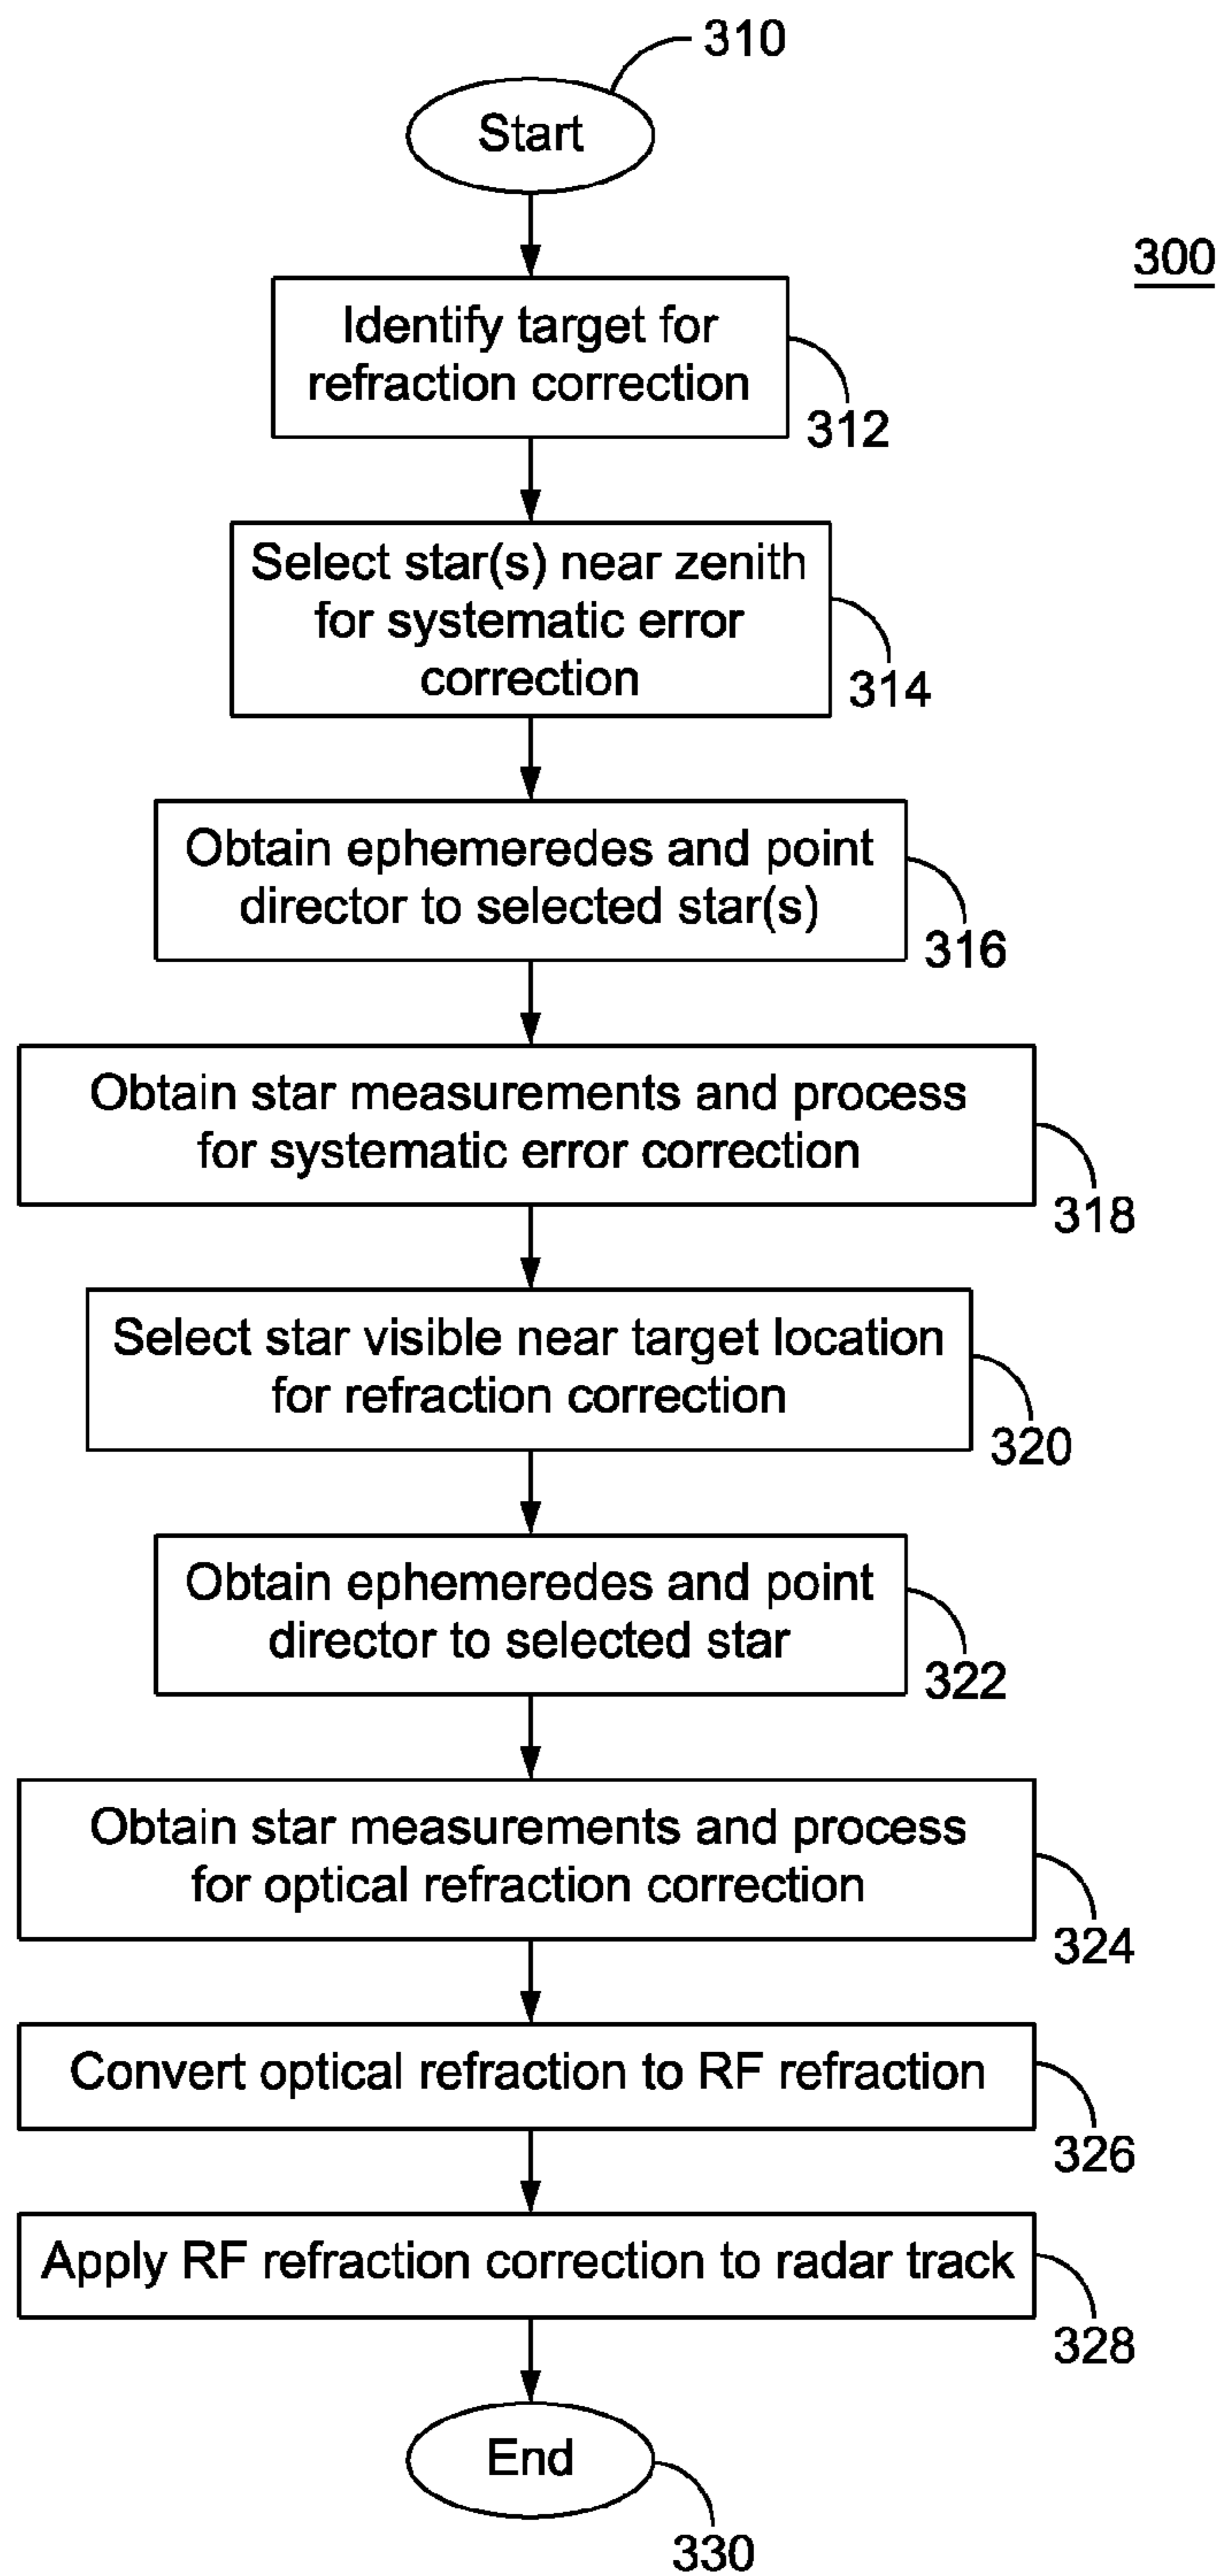 310
Start
300
Identify target for
refraction correction
312
Select star(s) near zenith
for systematic error
correction
314
Obtain ephemeredes and point
director to selected star(s)
316
Obtain star measurements and process
for systematic error correction
318
Select star visible near target location
for refraction correction
320
Obtain ephemeredes and point
director to selected star
322
Obtain star measurements and process
for optical refraction correction
324
Convert optical refraction to RF refraction
326
Apply RF refraction correction to radar track
328
End
330